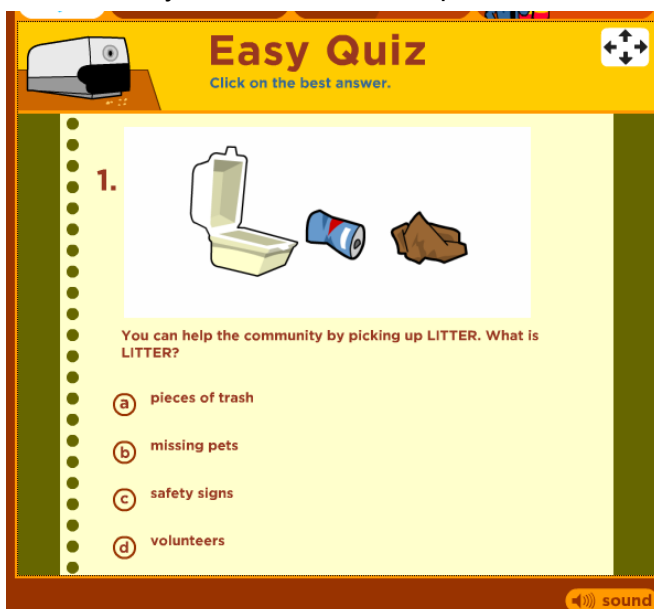 Easy Quiz
Click on the best answer.
1.
You can help the community by picking up LITTER. What is
LITTER?
a pieces of trash
b missing pets
c safety signs
d volunteers
sound